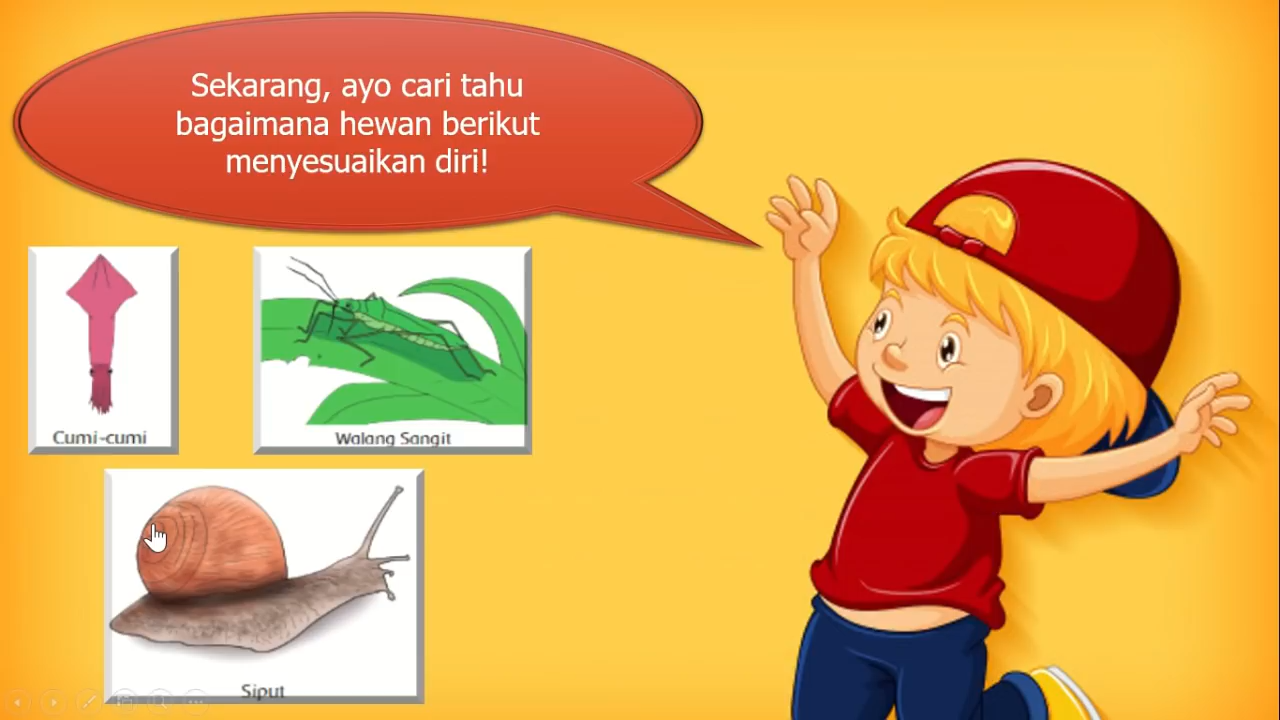 Sekarang, ayo cari tahu
bagaimana hewan berikut
menyesuaikan diri!
Cumi-cumi
Walang Sangit
Siput